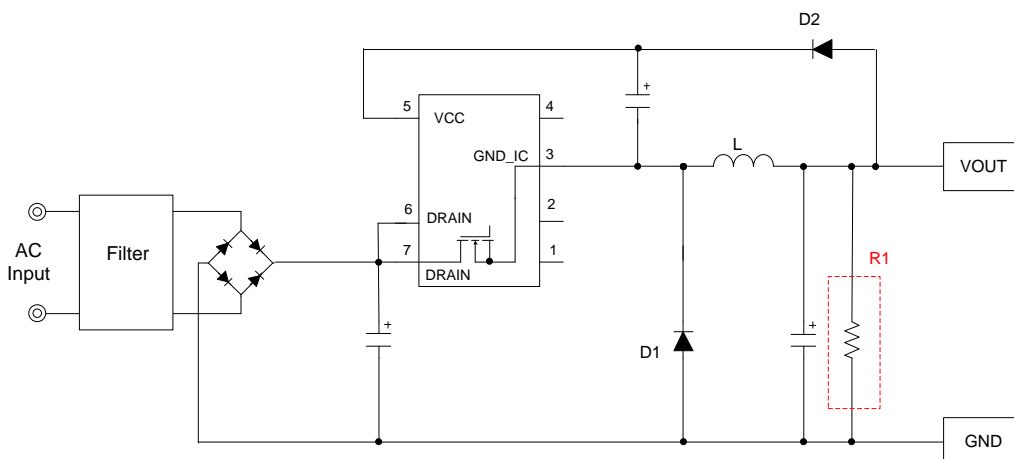 D2
+
5
VCC
4
GND_IC
3
L
VOUT
6
DRAIN
2
AC
Input
Filter
7
DRAIN
1
R1
+
D1
+
GND